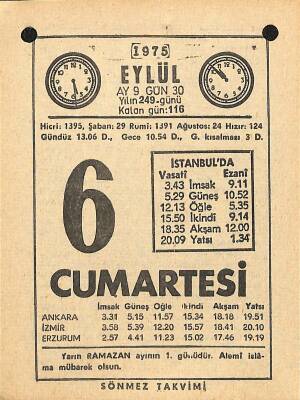 1975
EYLÜL
AY 9 GÜN 30
Yılın 249. günü
Kalan gün: 116
Hicri: 1395, Şaban: 29 Rumi: 1391 Ağustos: 24 Hızır: 124
Gündüz 13.06 D., Gece 10.54 D., G. kısalması 3 D.
6
İSTANBUL'DA
Vasatî Ezanî
3.43 İmsak 9.11
5.29 Güneş 10.52
12.13 Öğle 5.35
15.50 İkindi 9.14
18.35 Akşam 12.00
20.09 Yatsı 1.34
CUMARTESİ
İmsak Güneş Öğle İkindi Akşam Yatsı
ANKARA 3.31 5.15 11.57 15.34 18.18 19.51
İZMİR 3.58 5.39 12.20 15.57 18.41 20.10
ERZURUM 2.57 4.41 11.23 15.02 17.46 19.19
Yarın RAMAZAN ayının 1. günüdür. Alemi islâ-
ma mübarek olsun.
SÖNMEZ TAKVİMİ